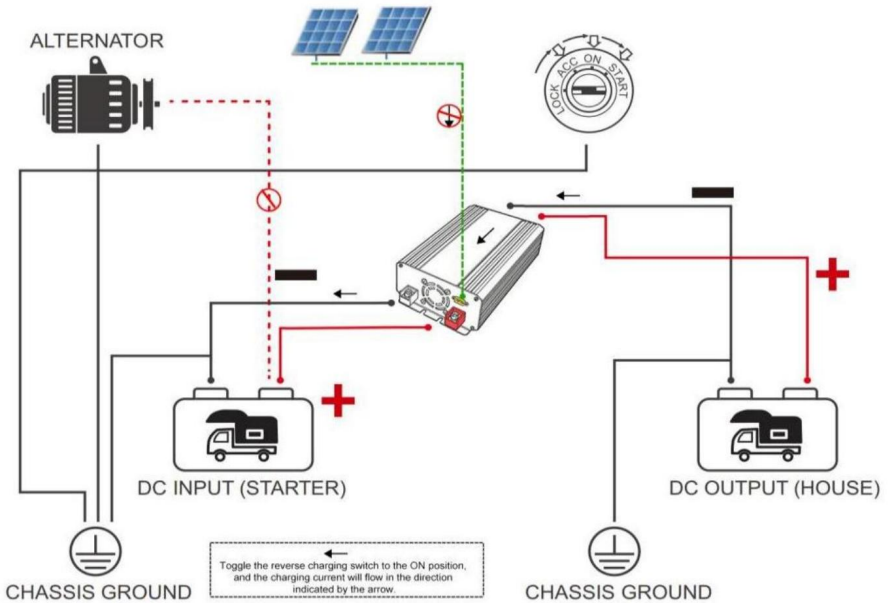 ALTERNATOR
LOCK ACC ON START
DC INPUT (STARTER)
DC OUTPUT (HOUSE)
CHASSIS GROUND
Toggle the reverse charging switch to the ON position,
and the charging current will flow in the direction
indicated by the arrow.
CHASSIS GROUND